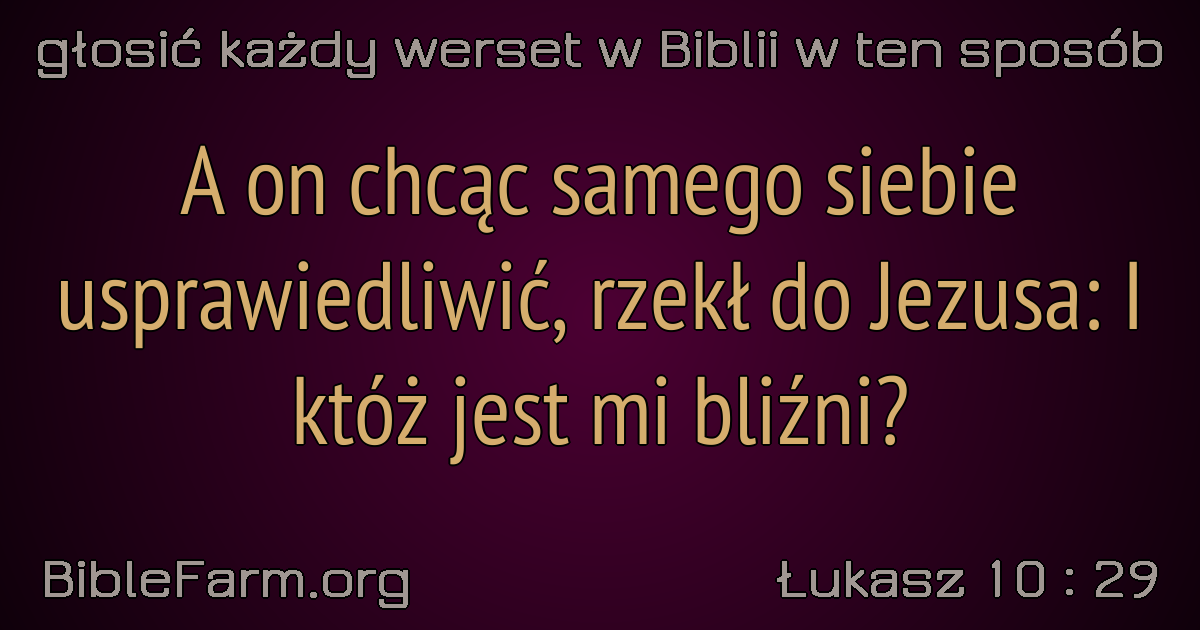 głosić każdy werset w Biblii w ten sposób
A on chcąc samego siebie
usprawiedliwić, rzekł do Jezusa: I
któż jest mi bliźni?
BibleFarm.org
Łukasz 10 : 29